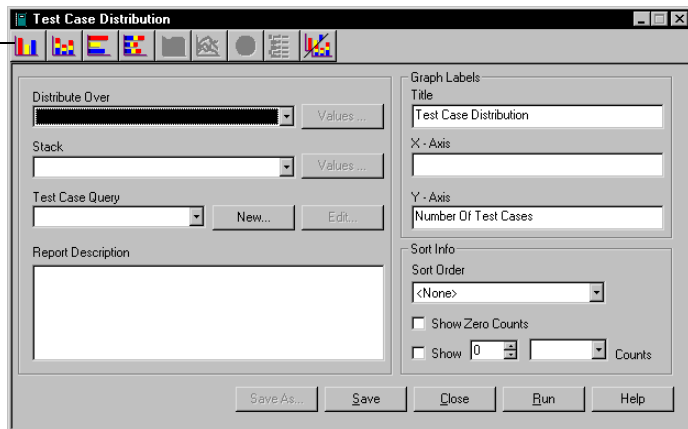 Test Case Distribution
Distribute Over
Values ...
Stack
Values ...
Test Case Query
New...
Edit...
Report Description
Graph Labels
Title
Test Case Distribution
X - Axis
Y - Axis
Number Of Test Cases
Sort Info
Sort Order
<None>
Show Zero Counts
Show 0 Counts
Save As... Save Close Run Help